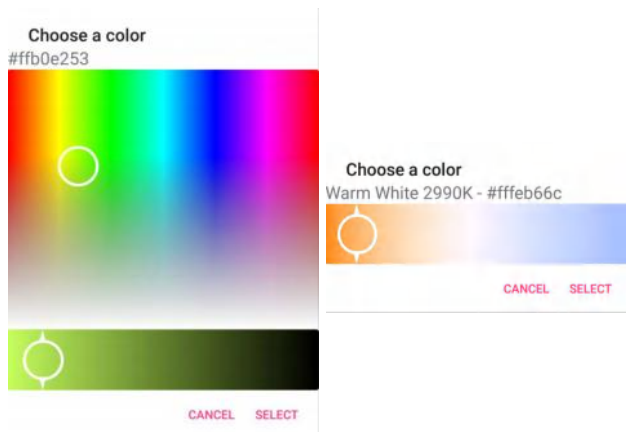 Choose a color
#ffb0e253
CANCEL SELECT
Choose a color
Warm White 2990K - #fffeb66c
CANCEL SELECT